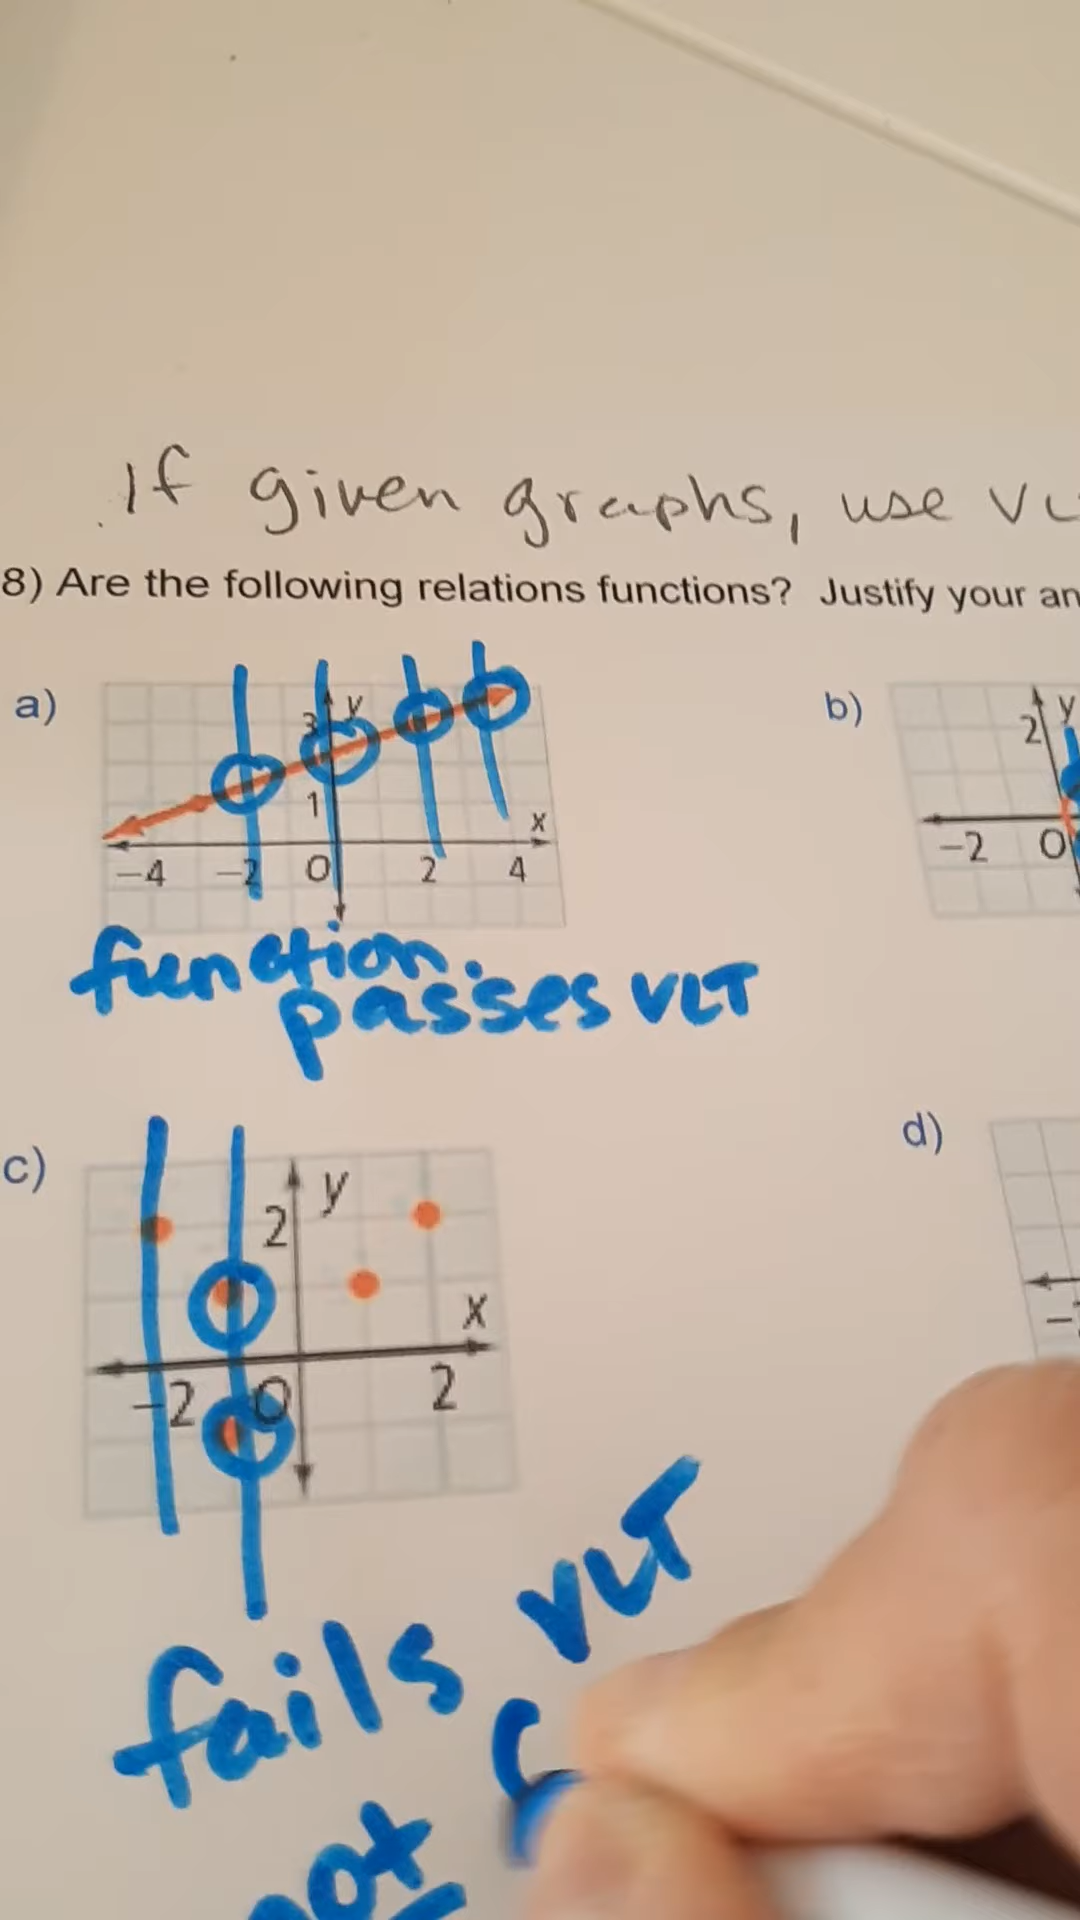 If given graphs, use
8) Are the following relations functions? Justify your
a)
y
3
1
x
-4 -2 0 2 4
function.
passes VLT
b)
y
2
-2 0
c)
y
2
x
-2 0 2
d)
fails VLT
not